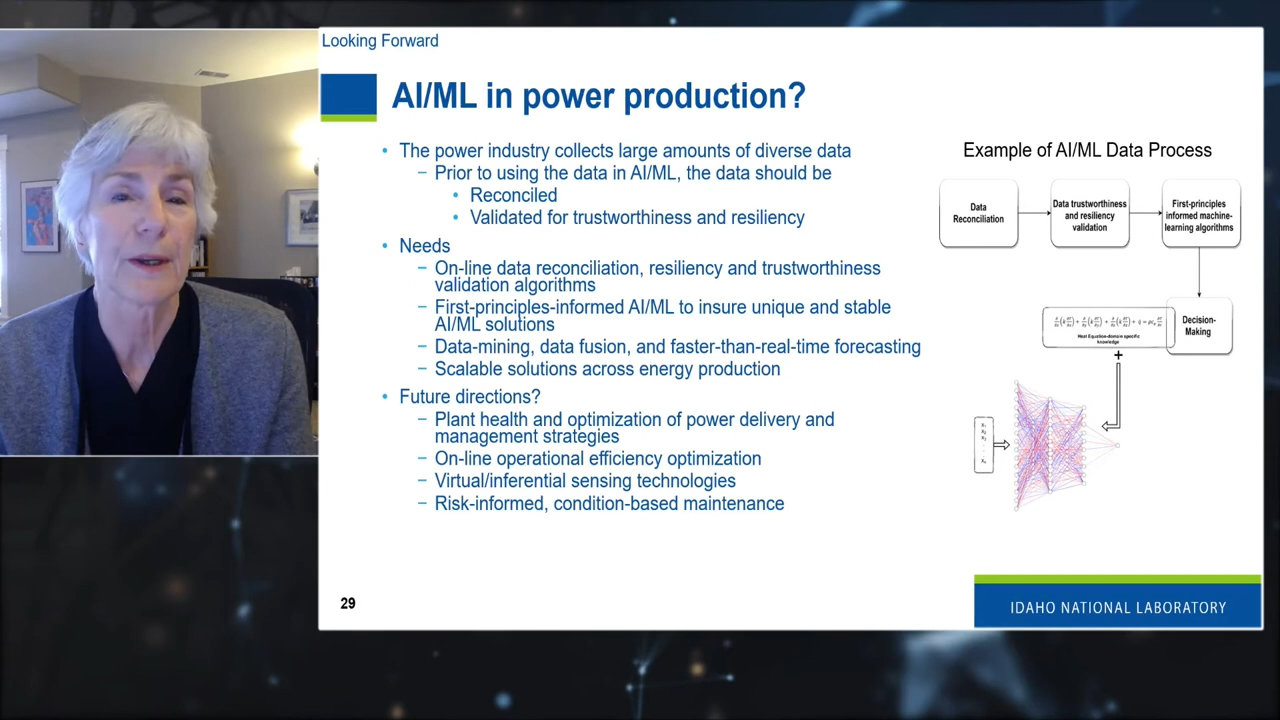 Looking Forward
AI/ML in power production?
• The power industry collects large amounts of diverse data
– Prior to using the data in AI/ML, the data should be
• Reconciled
• Validated for trustworthiness and resiliency
• Needs
– On-line data reconciliation, resiliency and trustworthiness
validation algorithms
– First-principles-informed AI/ML to insure unique and stable
AI/ML solutions
– Data-mining, data fusion, and faster-than-real-time forecasting
– Scalable solutions across energy production
• Future directions?
– Plant health and optimization of power delivery and
management strategies
– On-line operational efficiency optimization
– Virtual/inferential sensing technologies
– Risk-informed, condition-based maintenance
Example of AI/ML Data Process
Data
Reconciliation
Data trustworthiness
and resiliency
validation
First-principles
informed machine-
learning algorithms
Decision-
Making
Heat Equation-domain specific
knowledge
+
29
IDAHO NATIONAL LABORATORY